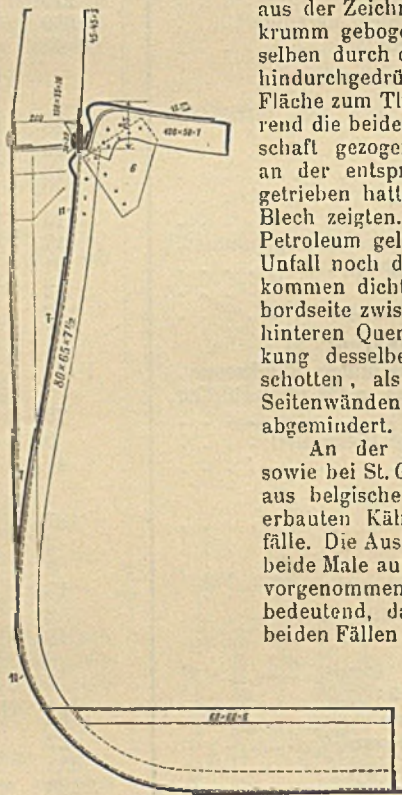 aus der Zeichn
krumm geboge
selben durch d
hindurchgedrü
Fläche zum Tl
rend die beide
schaft gezogen
an der entspr
getrieben hatt
Blech zeigten.
Petroleum gel
Unfall noch d
kommen dicht
bordseite zwis
hinteren Quer
kung desselbe
schotten, als
Seitenwänden
abgemindert.
An der
sowie bei St. G
aus belgische
erbauten Käh
fälle. Die Aus
beide Male au
vorgenommen
bedeutend, da
beiden Fällen
6
11
80×65×7½